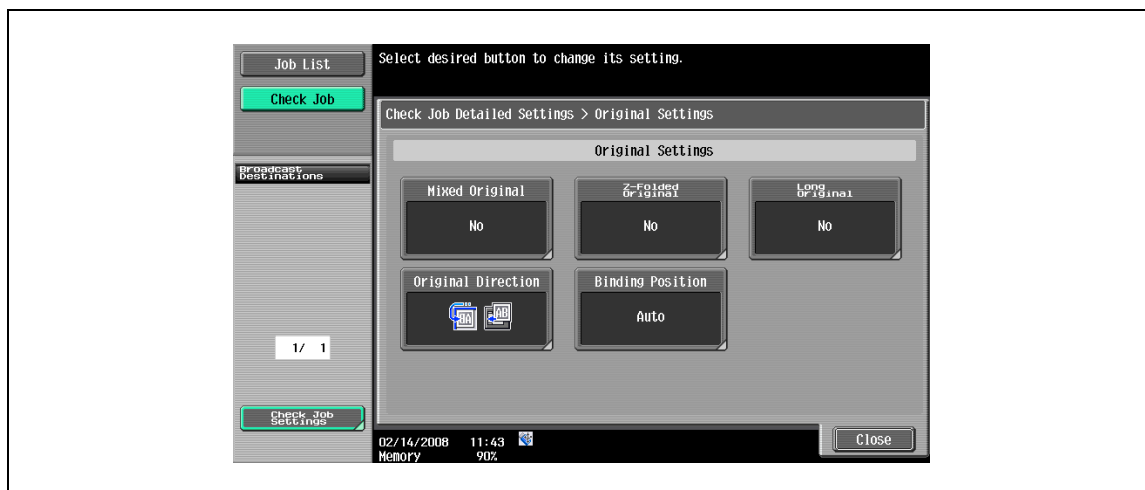 Job List
Select desired button to change its setting.
Check Job
Check Job Detailed Settings > Original Settings
Original Settings
Broadcast
Destinations
Mixed Original
No
Z-Folded
Original
No
Long
Original
No
Original Direction
Binding Position
Auto
1/ 1
Check Job
Settings
02/14/2008 11:43
Memory 90%
Close